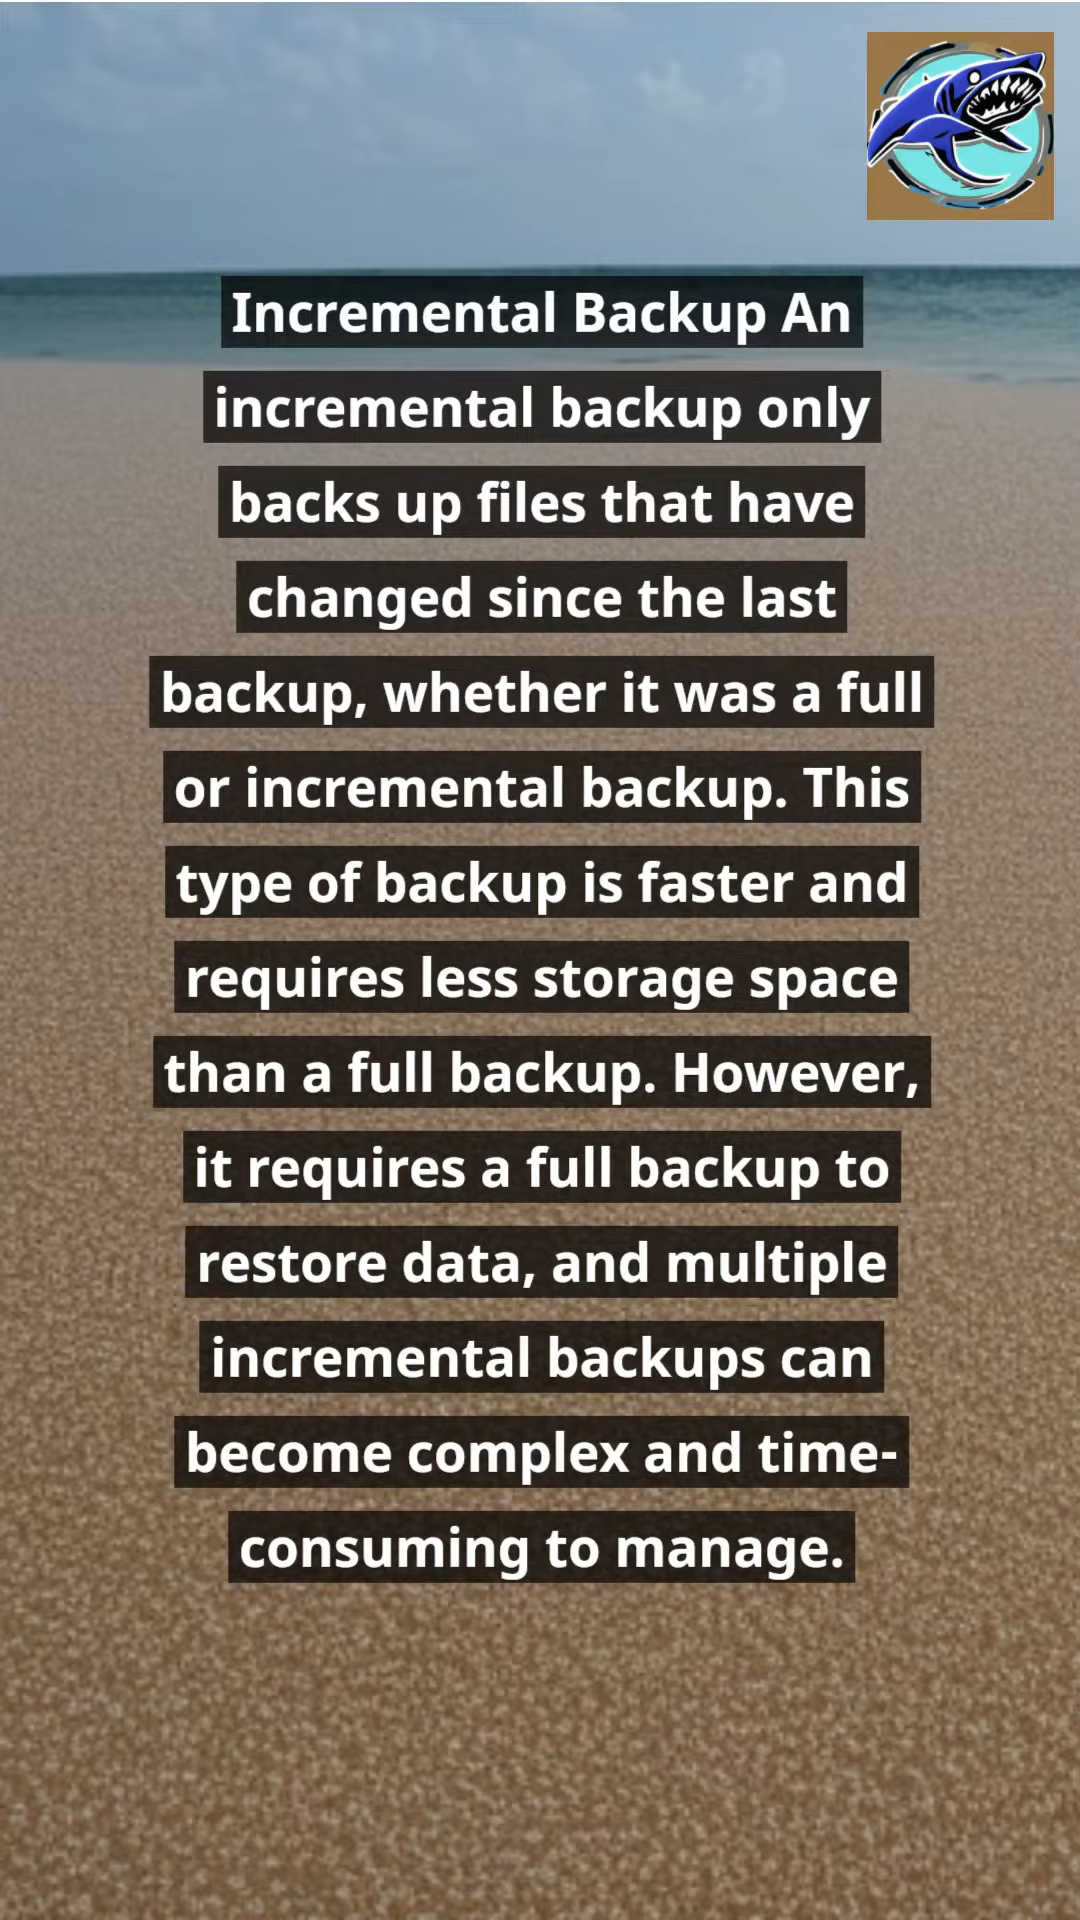 Incremental Backup An
incremental backup only
backs up files that have
changed since the last
backup, whether it was a full
or incremental backup. This
type of backup is faster and
requires less storage space
than a full backup. However,
it requires a full backup to
restore data, and multiple
incremental backups can
become complex and time-
consuming to manage.